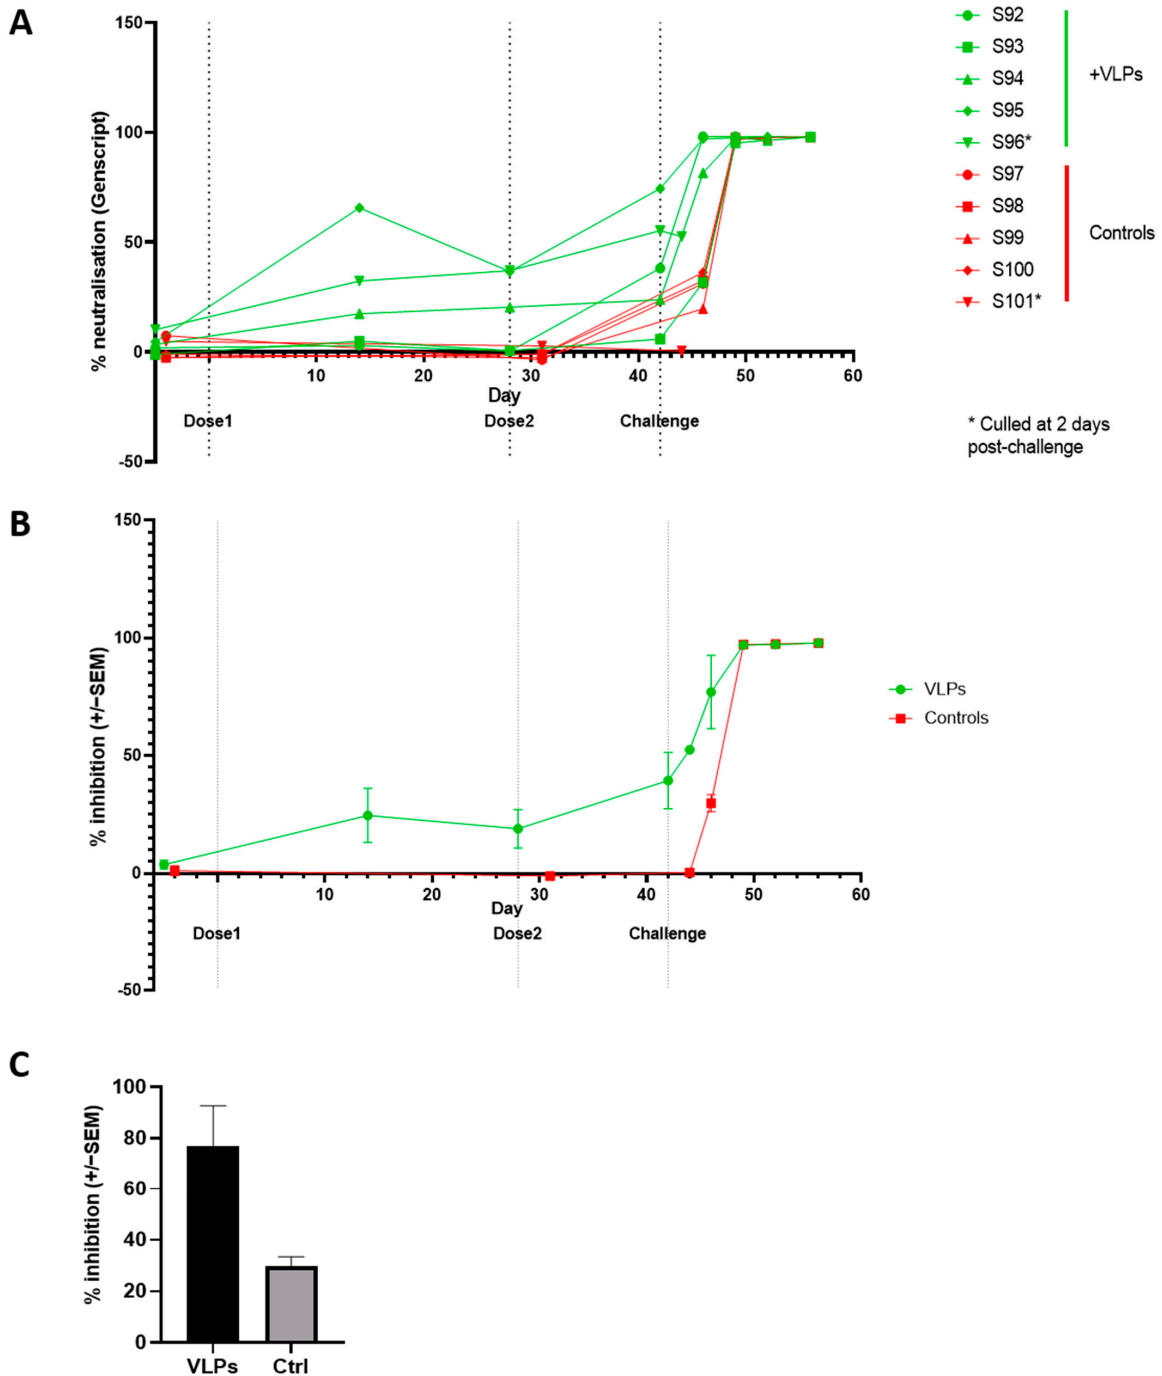 A
150
100
50
0
-50
% neutralisation (Genscript)
10 20 30 40 50 60
Day
Dose1 Dose2 Challenge
S92
S93
S94
S95
S96*
S97
S98
S99
S100
S101*
+VLPs
Controls
* Culled at 2 days
post-challenge
B
150
100
50
0
-50
% inhibition (+/−SEM)
10 20 30 40 50 60
Day
Dose1 Dose2 Challenge
VLPs
Controls
C
100
80
60
40
20
0
% inhibition (+/−SEM)
VLPs Ctrl